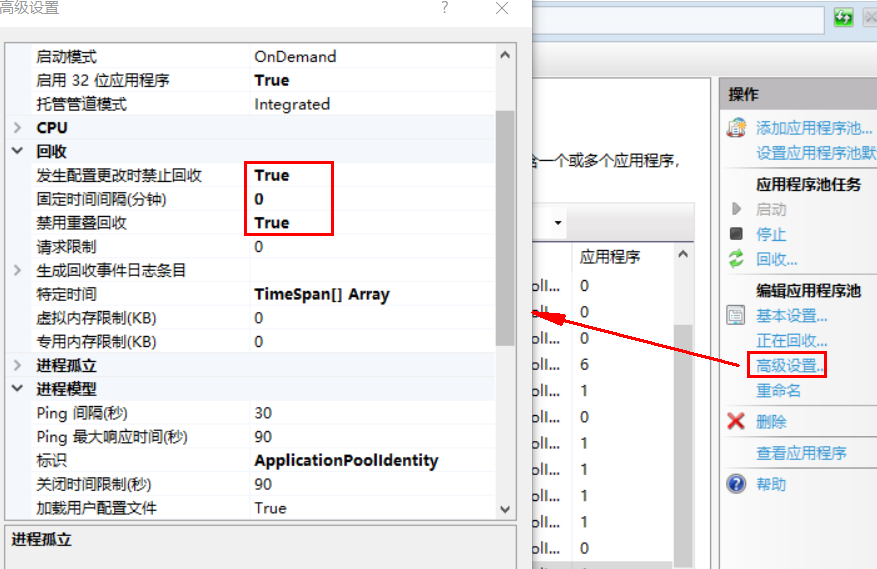 高级设置
?
启动模式 OnDemand
启用 32 位应用程序 True
托管管道模式 Integrated
CPU
回收
发生配置更改时禁止回收 True
固定时间间隔(分钟) 0
禁用重叠回收 True
请求限制 0
生成回收事件日志条目
特定时间 TimeSpan[] Array
虚拟内存限制(KB) 0
专用内存限制(KB) 0
进程孤立
进程模型
Ping 间隔(秒) 30
Ping 最大响应时间(秒) 90
标识 ApplicationPoolIdentity
关闭时间限制(秒) 90
加载用户配置文件 True
进程孤立
含一个或多个应用程序,
应用程序
oll... 0
oll... 0
oll... 0
oll... 6
oll... 1
oll... 0
oll... 1
oll... 1
oll... 1
oll... 1
oll... 0
操作
添加应用程序池...
设置应用程序池默
应用程序池任务
启动
停止
回收...
编辑应用程序池
基本设置...
正在回收...
高级设置...
重命名
删除
查看应用程序
帮助